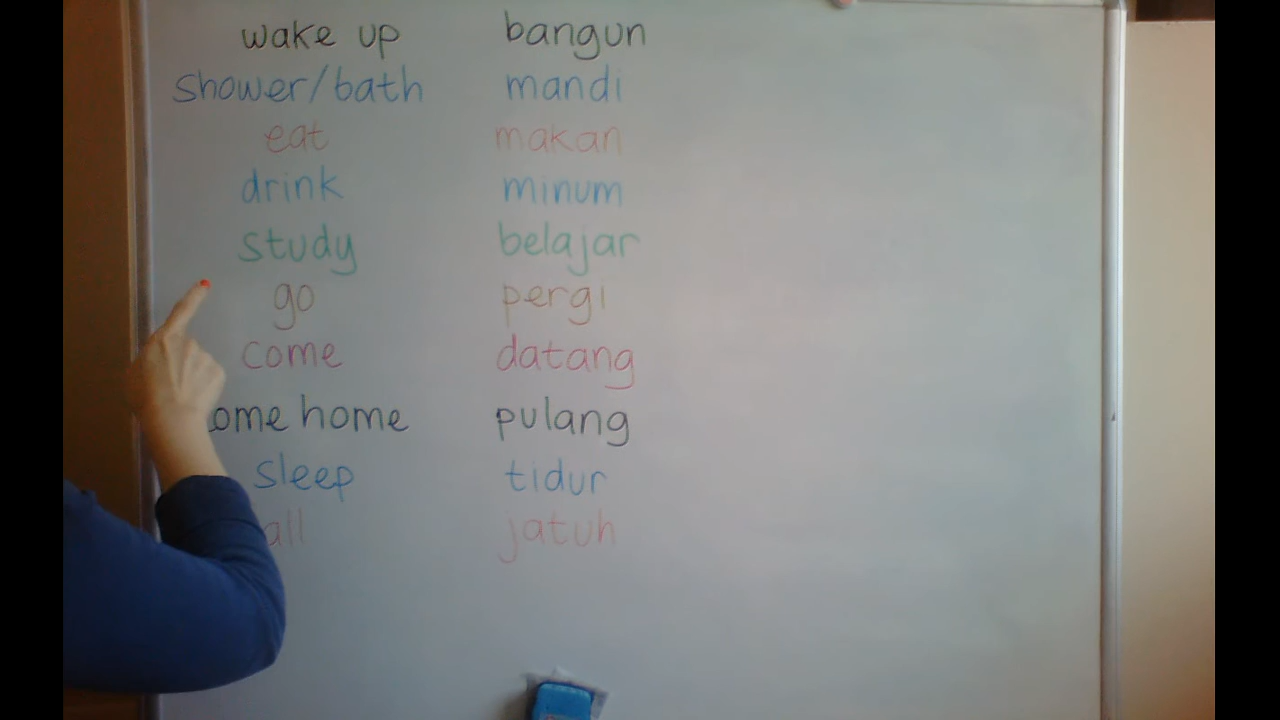 wake up bangun
shower/bath mandi
eat makan
drink minum
study belajar
go pergi
come datang
ome home pulang
sleep tidur
all jatuh